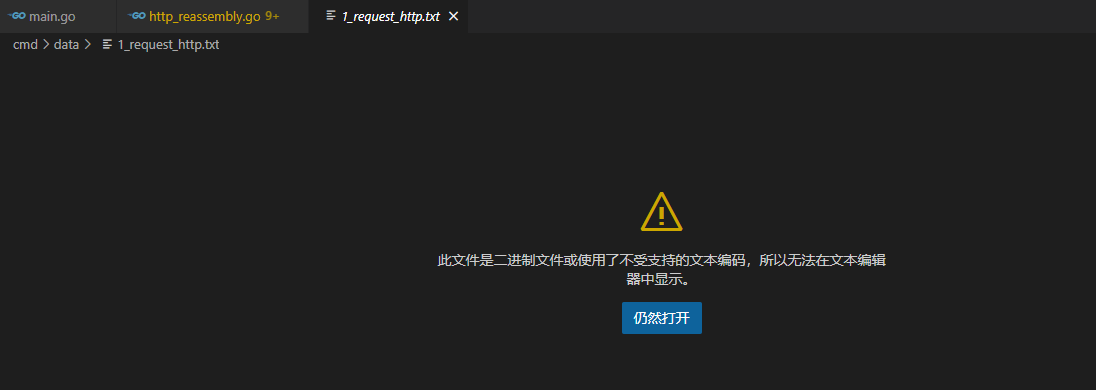 main.go http_reassembly.go 9+ 1_request_http.txt
cmd > data > 1_request_http.txt
此文件是二进制文件或使用了不受支持的文本编码，所以无法在文本编辑
器中显示。
仍然打开